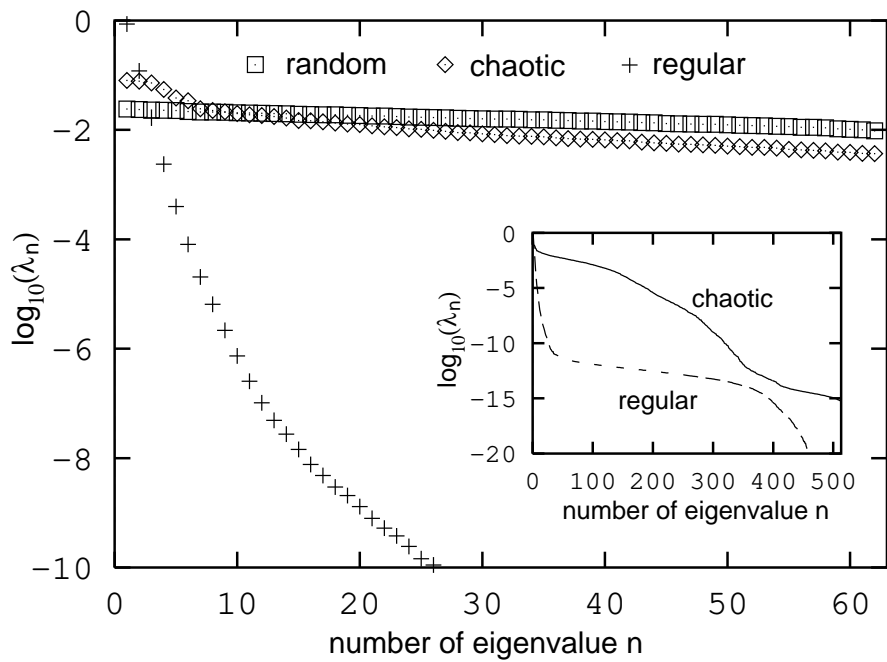 0
−2
−4
−6
−8
−10
log10(λn)
random
chaotic
regular
0
−5
−10
−15
−20
log10(λn)
chaotic
regular
0 100 200 300 400 500
number of eigenvalue n
0 10 20 30 40 50 60
number of eigenvalue n